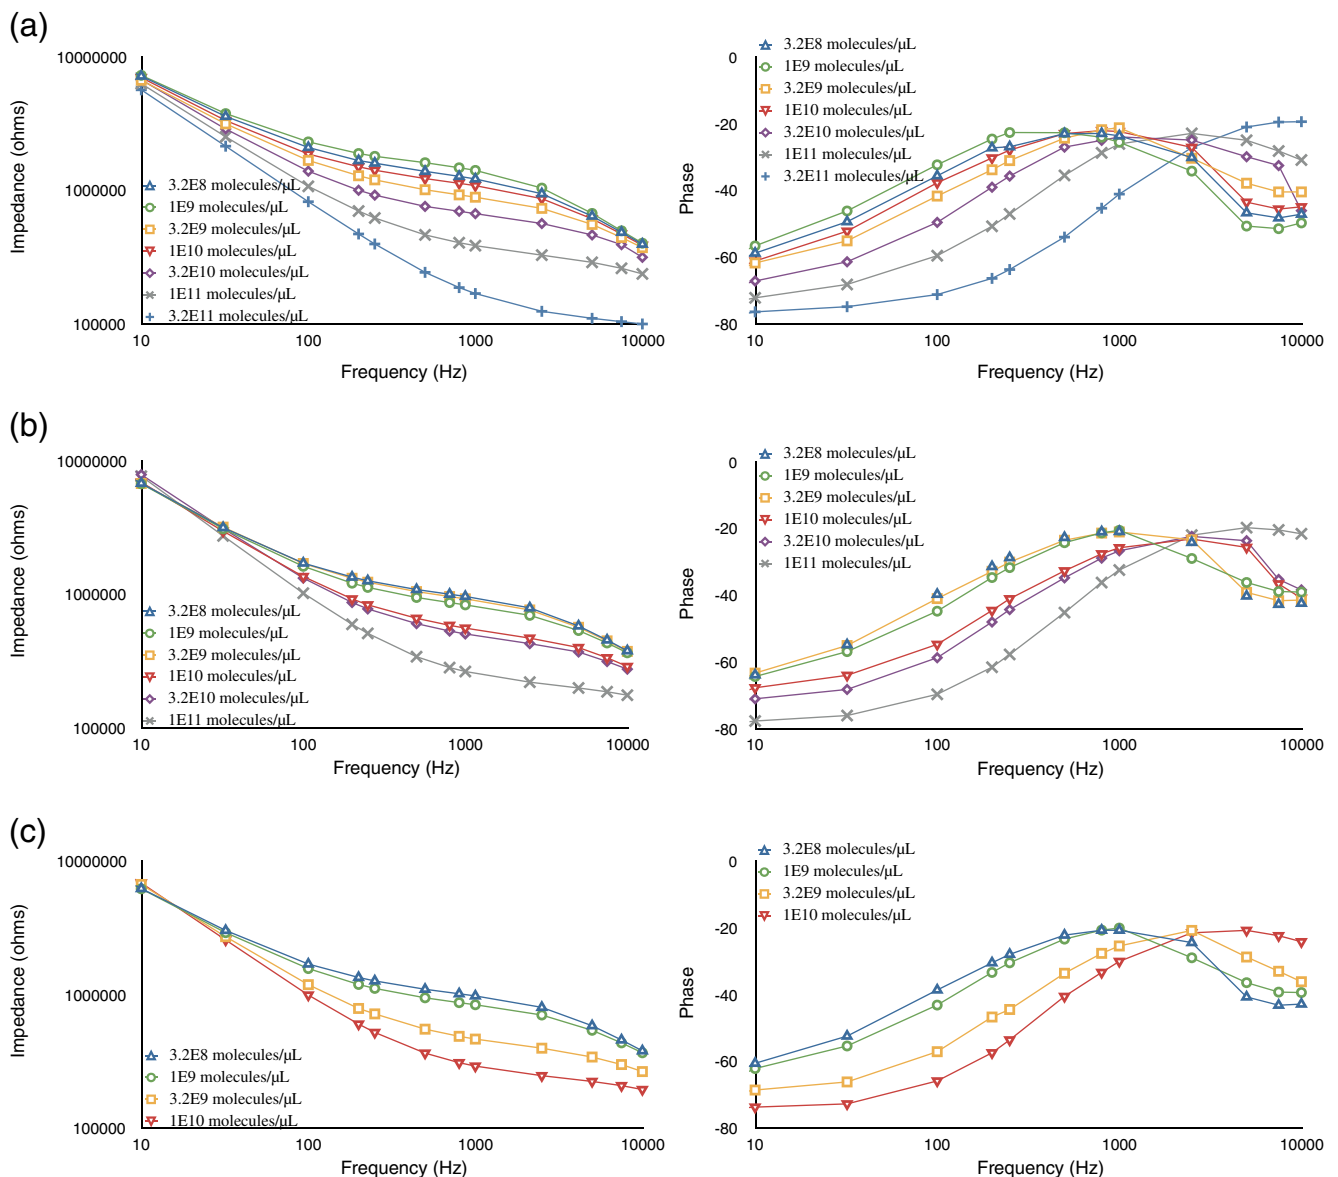 (a)
10000000
1000000
100000
Impedance (ohms)
3.2E8 molecules/μL
1E9 molecules/μL
3.2E9 molecules/μL
1E10 molecules/μL
3.2E10 molecules/μL
1E11 molecules/μL
3.2E11 molecules/μL
10 100 1000 10000
Frequency (Hz)
3.2E8 molecules/μL
1E9 molecules/μL
3.2E9 molecules/μL
1E10 molecules/μL
3.2E10 molecules/μL
1E11 molecules/μL
3.2E11 molecules/μL
-0
-20
-40
-60
-80
Phase
10 100 1000 10000
Frequency (Hz)
(b)
10000000
1000000
100000
Impedance (ohms)
3.2E8 molecules/μL
1E9 molecules/μL
3.2E9 molecules/μL
1E10 molecules/μL
3.2E10 molecules/μL
1E11 molecules/μL
10 100 1000 10000
Frequency (Hz)
3.2E8 molecules/μL
1E9 molecules/μL
3.2E9 molecules/μL
1E10 molecules/μL
3.2E10 molecules/μL
1E11 molecules/μL
0
-20
-40
-60
-80
Phase
10 100 1000 10000
Frequency (Hz)
(c)
10000000
1000000
100000
Impedance (ohms)
3.2E8 molecules/μL
1E9 molecules/μL
3.2E9 molecules/μL
1E10 molecules/μL
10 100 1000 10000
Frequency (Hz)
3.2E8 molecules/μL
1E9 molecules/μL
3.2E9 molecules/μL
1E10 molecules/μL
0
-20
-40
-60
-80
Phase
10 100 1000 10000
Frequency (Hz)